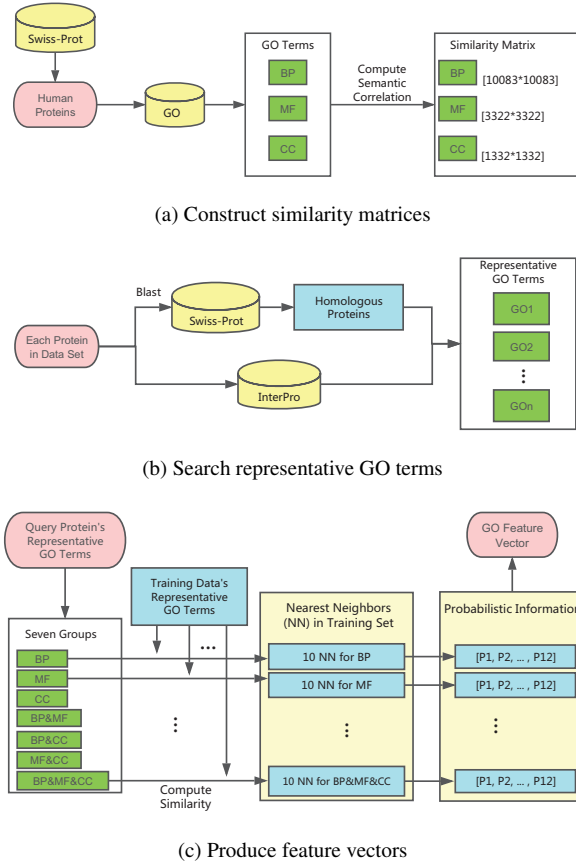 Swiss-Prot
Human
Proteins
GO
GO Terms
BP
MF
CC
Compute
Semantic
Correlation
Similarity Matrix
BP
[10083*10083]
MF
[3322*3322]
CC
[1332*1332]
(a) Construct similarity matrices
Each Protein
in Data Set
Blast
Swiss-Prot
Homologous
Proteins
InterPro
Representative
GO Terms
GO1
GO2
⋮
GOn
(b) Search representative GO terms
Query Protein's
Representative
GO Terms
Training Data's
Representative
GO Terms
GO Feature
Vector
Seven Groups
BP
MF
CC
BP&MF
BP&CC
MF&CC
BP&MF&CC
...
⋮
Compute
Similarity
Nearest Neighbors
(NN) in Training Set
10 NN for BP
10 NN for MF
⋮
10 NN for BP&MF&CC
Probabilistic Information
[P1, P2, ... , P12]
[P1, P2, ... , P12]
⋮
[P1, P2, ... , P12]
(c) Produce feature vectors